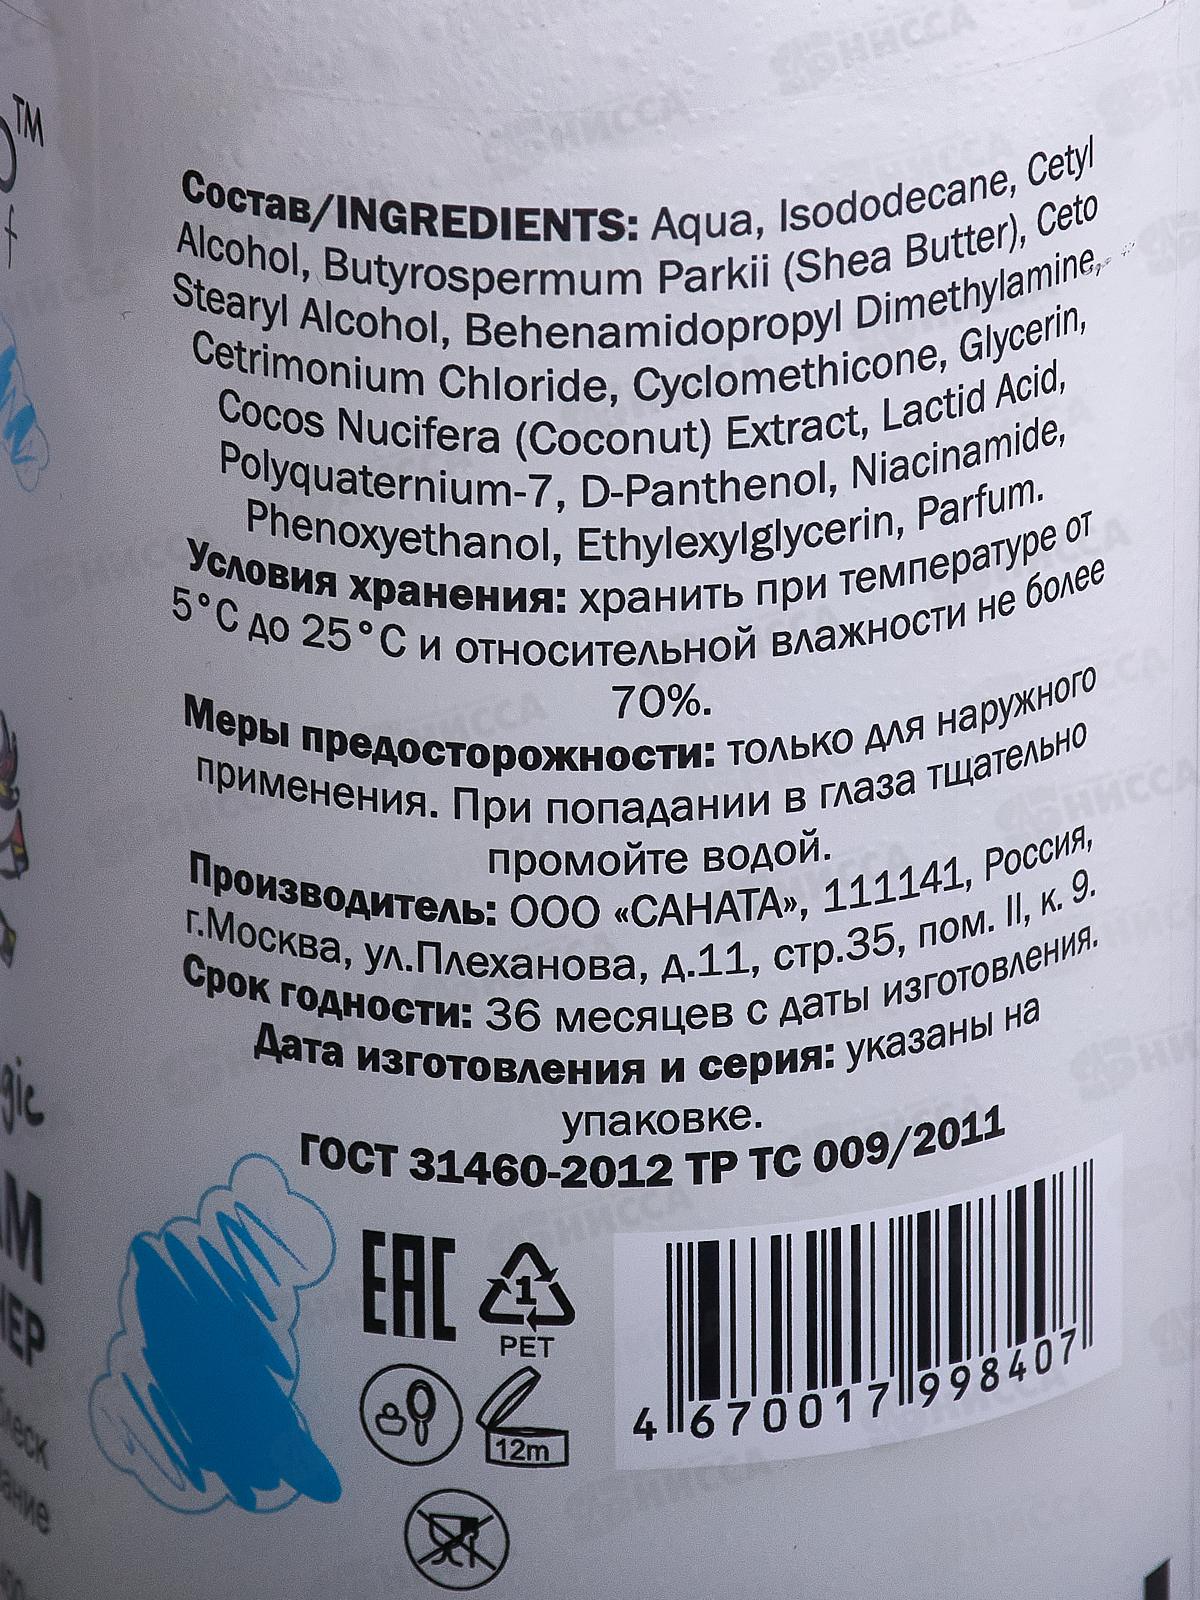 TM
f
Состав/INGREDIENTS: Aqua, Isododecane, Cetyl
Alcohol, Butyrospermum Parkii (Shea Butter), Ceto
Stearyl Alcohol, Behenamidopropyl Dimethylamine,
Cetrimonium Chloride, Cyclomethicone, Glycerin,
Cocos Nucifera (Coconut) Extract, Lactid Acid,
Polyquaternium-7, D-Panthenol, Niacinamide,
Phenoxyethanol, Ethylexylglycerin, Parfum.
Условия хранения: хранить при температуре от
5°C до 25°C и относительной влажности не более
70%.
Меры предосторожности: только для наружного
применения. При попадании в глаза тщательно
промойте водой.
Производитель: ООО «САНАТА», 111141, Россия,
г.Москва, ул.Плеханова, д.11, стр.35, пом. II, к. 9.
Срок годности: 36 месяцев с даты изготовления.
Дата изготовления и серия: указаны на
упаковке.
ГОСТ 31460-2012 ТР ТС 009/2011
EAC
1
PET
12m
4 670017 998407
НИССА